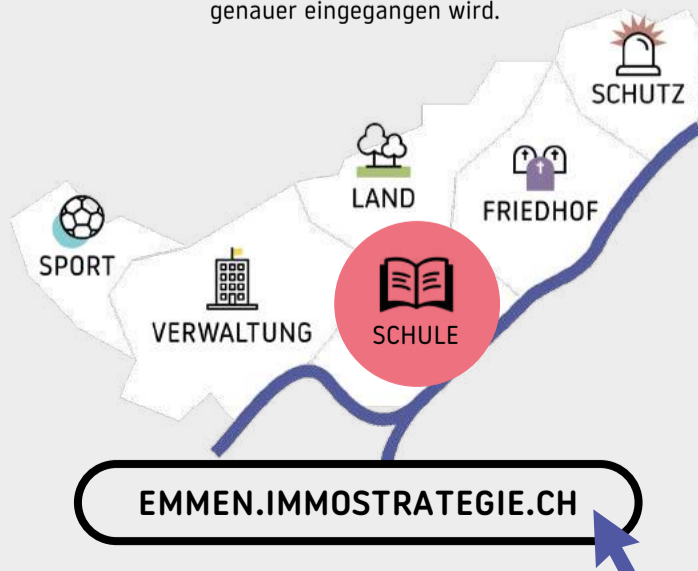 genauer eingegangen wird.
SCHUTZ
LAND
FRIEDHOF
SPORT
VERWALTUNG
SCHULE
EMMEN.IMMOSTRATEGIE.CH